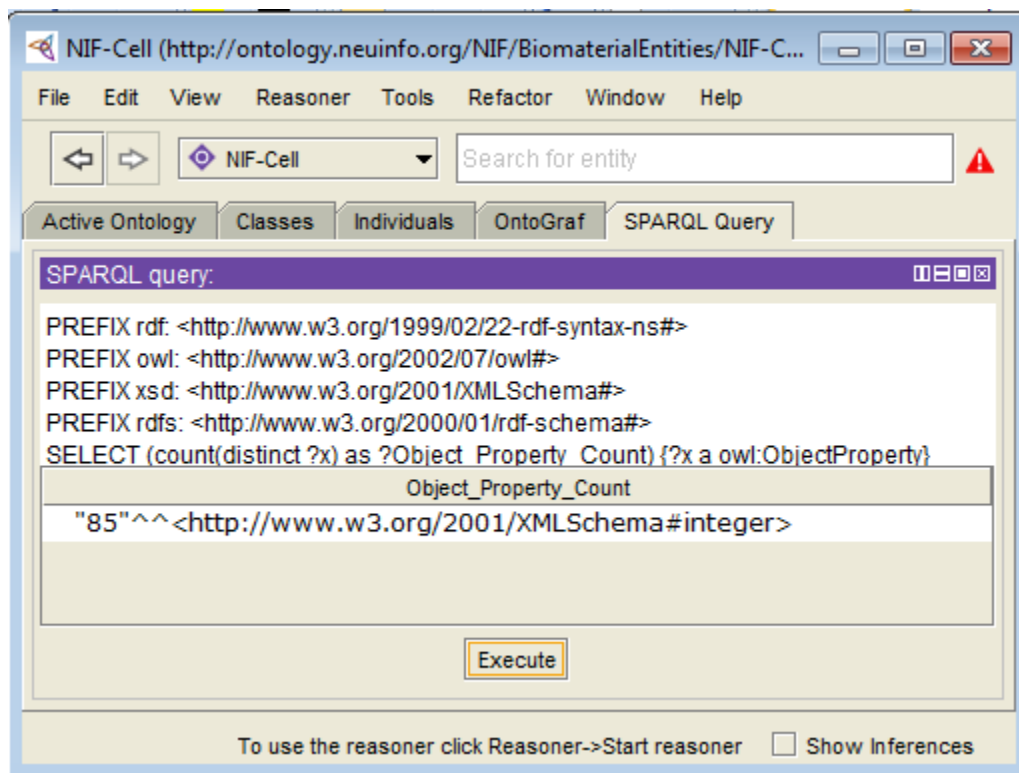 NIF-Cell (http://ontology.neuinfo.org/NIF/BiomaterialEntities/NIF-C...
File Edit View Reasoner Tools Refactor Window Help
NIF-Cell Search for entity
Active Ontology Classes Individuals OntoGraf SPARQL Query
SPARQL query:
PREFIX rdf: <http://www.w3.org/1999/02/22-rdf-syntax-ns#>
PREFIX owl: <http://www.w3.org/2002/07/owl#>
PREFIX xsd: <http://www.w3.org/2001/XMLSchema#>
PREFIX rdfs: <http://www.w3.org/2000/01/rdf-schema#>
SELECT (count(distinct ?x) as ?Object_Property_Count) {?x a owl:ObjectProperty}
Object_Property_Count
"85"^^<http://www.w3.org/2001/XMLSchema#integer>
Execute
To use the reasoner click Reasoner->Start reasoner Show Inferences